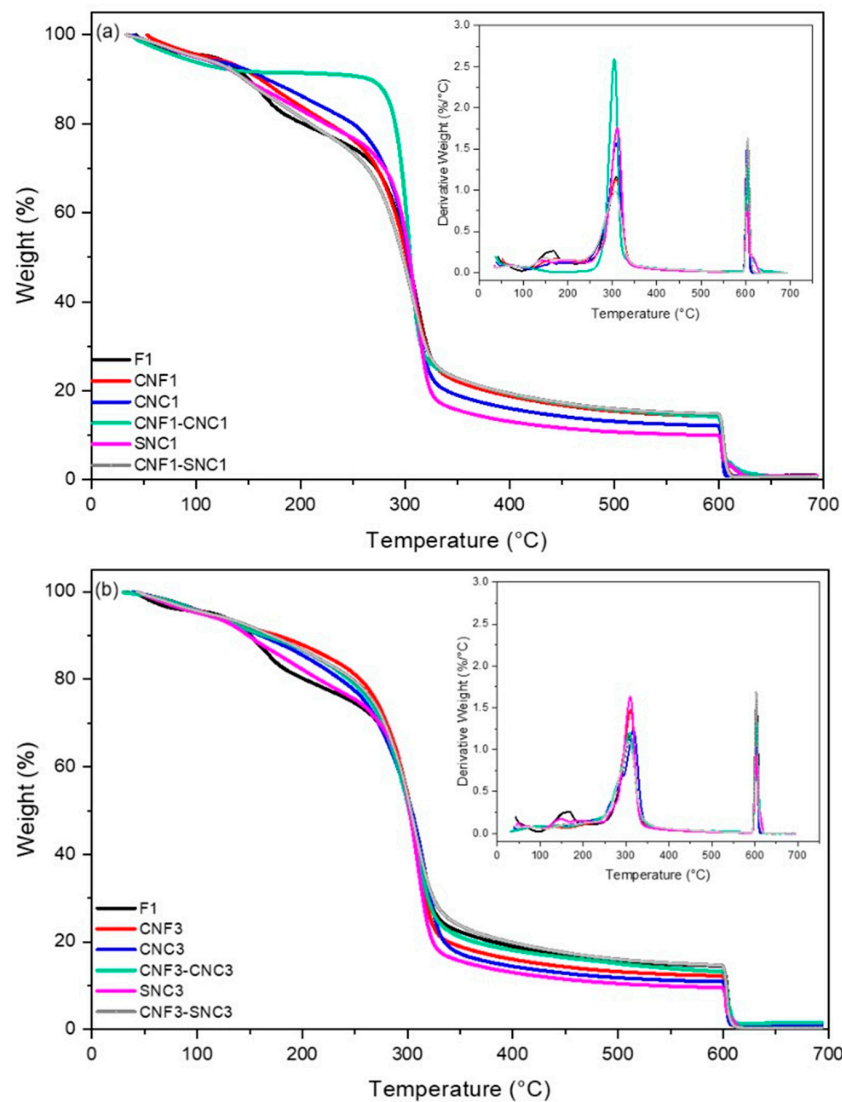 (a)
Weight (%)
100
80
60
40
20
0
0
100
200
300
400
500
600
700
Temperature (°C)
F1
CNF1
CNC1
CNF1-CNC1
SNC1
CNF1-SNC1
Derivative Weight (%/°C)
3.0
2.5
2.0
1.5
1.0
0.5
0.0
0
100
200
300
400
500
600
700
Temperature (°C)
(b)
Weight (%)
100
80
60
40
20
0
0
100
200
300
400
500
600
700
Temperature (°C)
F1
CNF3
CNC3
CNF3-CNC3
SNC3
CNF3-SNC3
Derivative Weight (%/°C)
3.0
2.5
2.0
1.5
1.0
0.5
0.0
0
100
200
300
400
500
600
700
Temperature (°C)